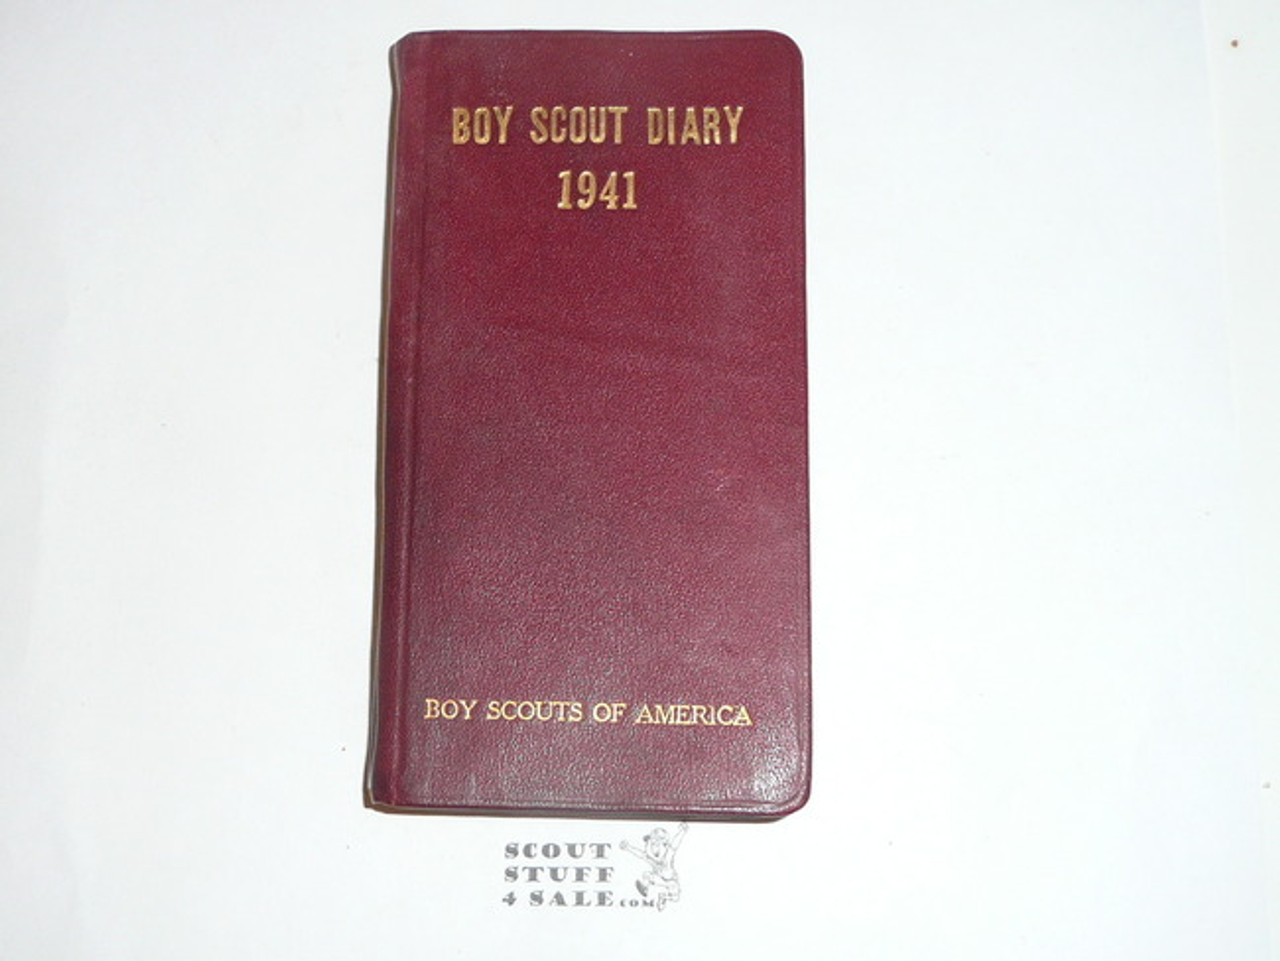 BOY SCOUT DIARY
1941
BOY SCOUTS OF AMERICA
SCOUT
STUFF
4 SALE.COM